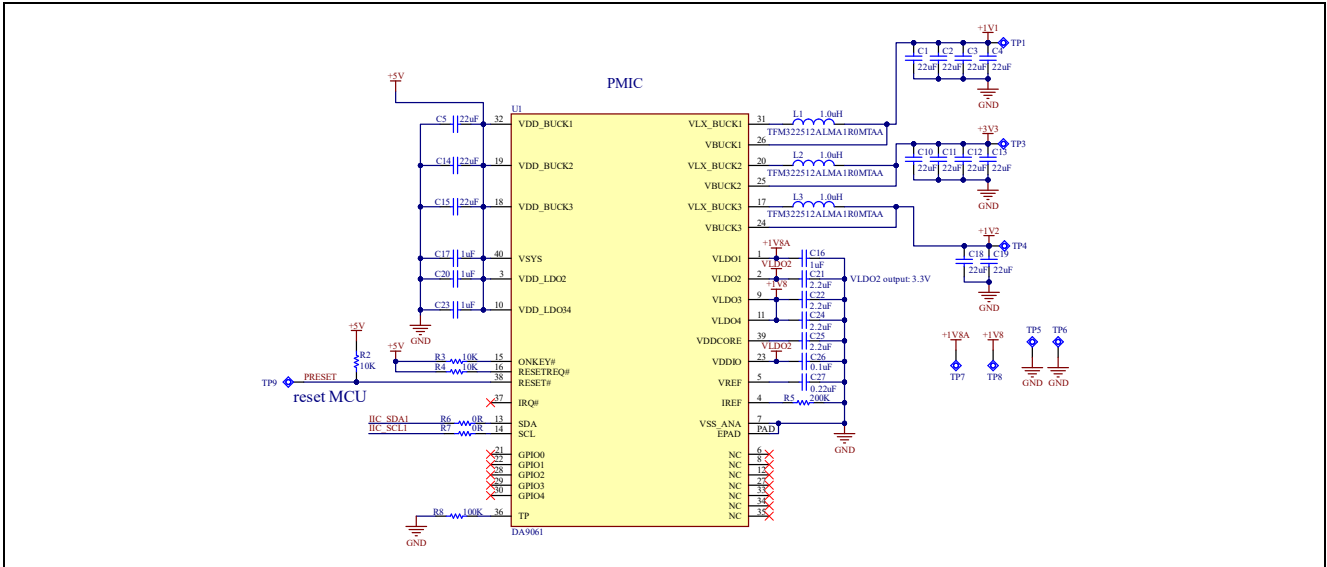 PMIC
+5V
U1
C5 22uF 32 VDD_BUCK1
C14 22uF 19 VDD_BUCK2
C15 22uF 18 VDD_BUCK3
C17 1uF 40 VSYS
C20 1uF 3 VDD_LDO2
C23 1uF 10 VDD_LDO34
GND
+5V
R2
10K
+5V
R3 10K 15 ONKEY#
R4 10K 16 RESETREQ#
TP9 PRESET 38 RESET#
reset MCU
37 IRQ#
IIC_SDA1 R6 0R 13 SDA
IIC_SCL1 R7 0R 14 SCL
21 GPIO0
22 GPIO1
28 GPIO2
29 GPIO3
30 GPIO4
R8 100K 36 TP
GND
DA9061
VLX_BUCK1 31 L1 1.0uH
TFM322512ALMA1R0MTAA
VBUCK1 26
VLX_BUCK2 20 L2 1.0uH
TFM322512ALMA1R0MTAA
VBUCK2 25
VLX_BUCK3 17 L3 1.0uH
TFM322512ALMA1R0MTAA
VBUCK3 24
+1V8A
VLDO1 1 C16
1uF
VLDO2
VLDO2 2 C21
2.2uF
VLDO2 output: 3.3V
+1V8
VLDO3 9 C22
2.2uF
VLDO4 11 C24
2.2uF
VDDCORE 39 C25
2.2uF
VLDO2
VDDIO 23 C26
0.1uF
VREF 5 C27
0.22uF
IREF 4 R5 200K
VSS_ANA 7
EPAD PAD
GND
NC 6
NC 8
NC 12
NC 27
NC 33
NC 34
NC 35
+1V1
TP1
C1 C2 C3 C4
22uF 22uF 22uF 22uF
GND
+3V3
TP3
C10 C11 C12 C13
22uF 22uF 22uF 22uF
GND
+1V2
TP4
C18 C19
22uF 22uF
GND
+1V8A +1V8 TP5 TP6
TP7 TP8 GND GND